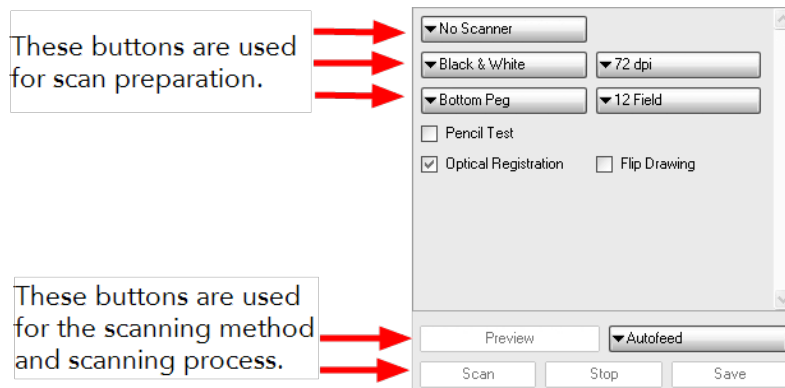 These buttons are used
for scan preparation.
No Scanner
Black & White 72 dpi
Bottom Peg 12 Field
Pencil Test
Optical Registration Flip Drawing
These buttons are used
for the scanning method
and scanning process.
Preview Autofeed
Scan Stop Save